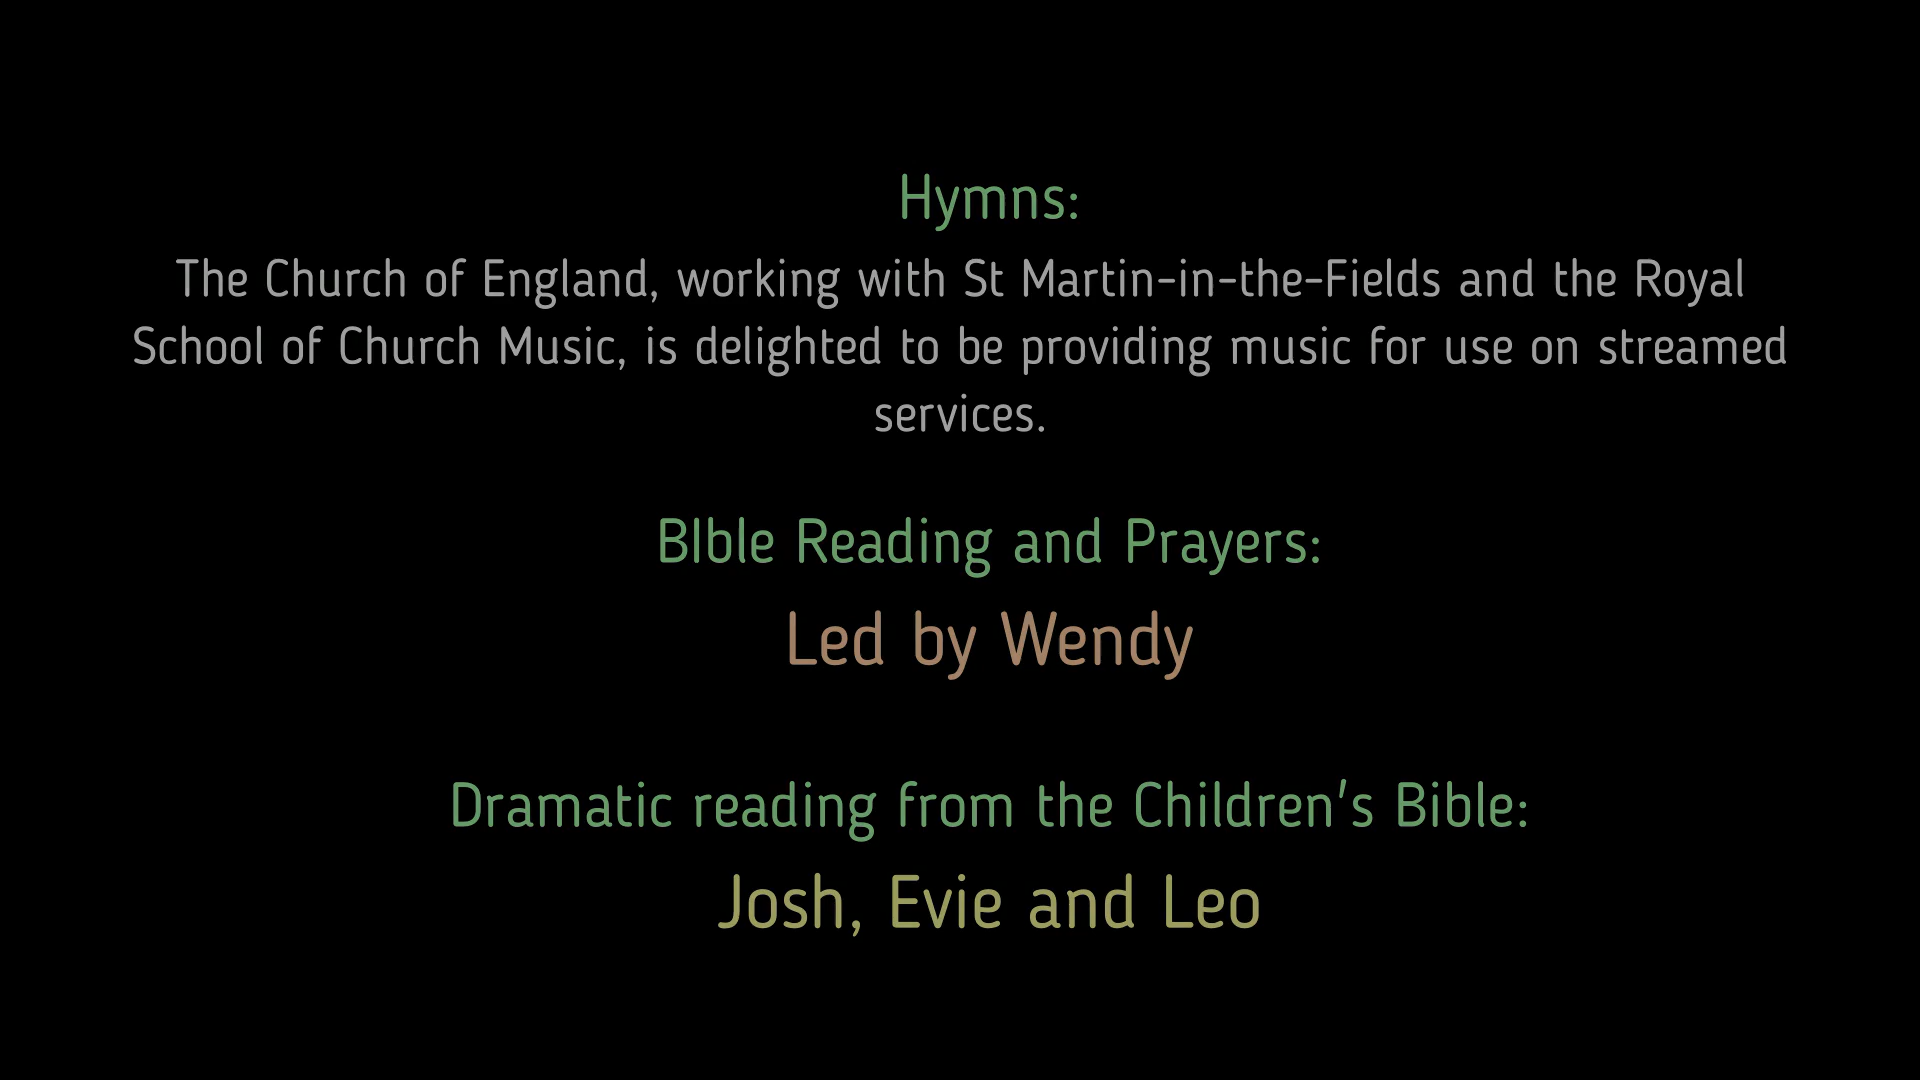 Hymns:
The Church of England, working with St Martin-in-the-Fields and the Royal
School of Church Music, is delighted to be providing music for use on streamed
services.
BIble Reading and Prayers:
Led by Wendy
Dramatic reading from the Children's Bible:
Josh, Evie and Leo